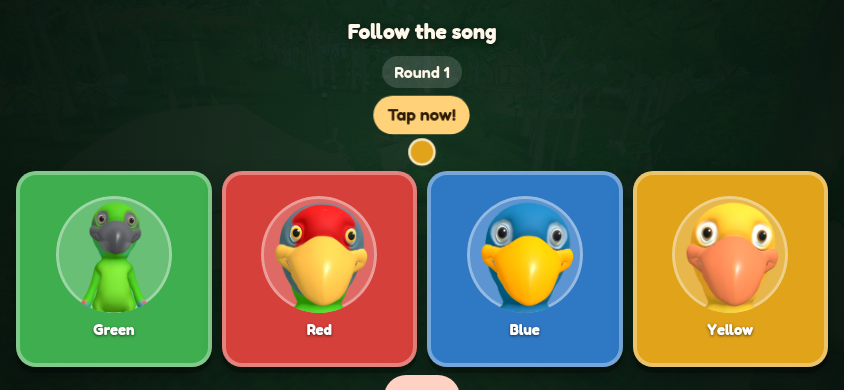 Follow the song
Round 1
Tap now!
Green
Red
Blue
Yellow